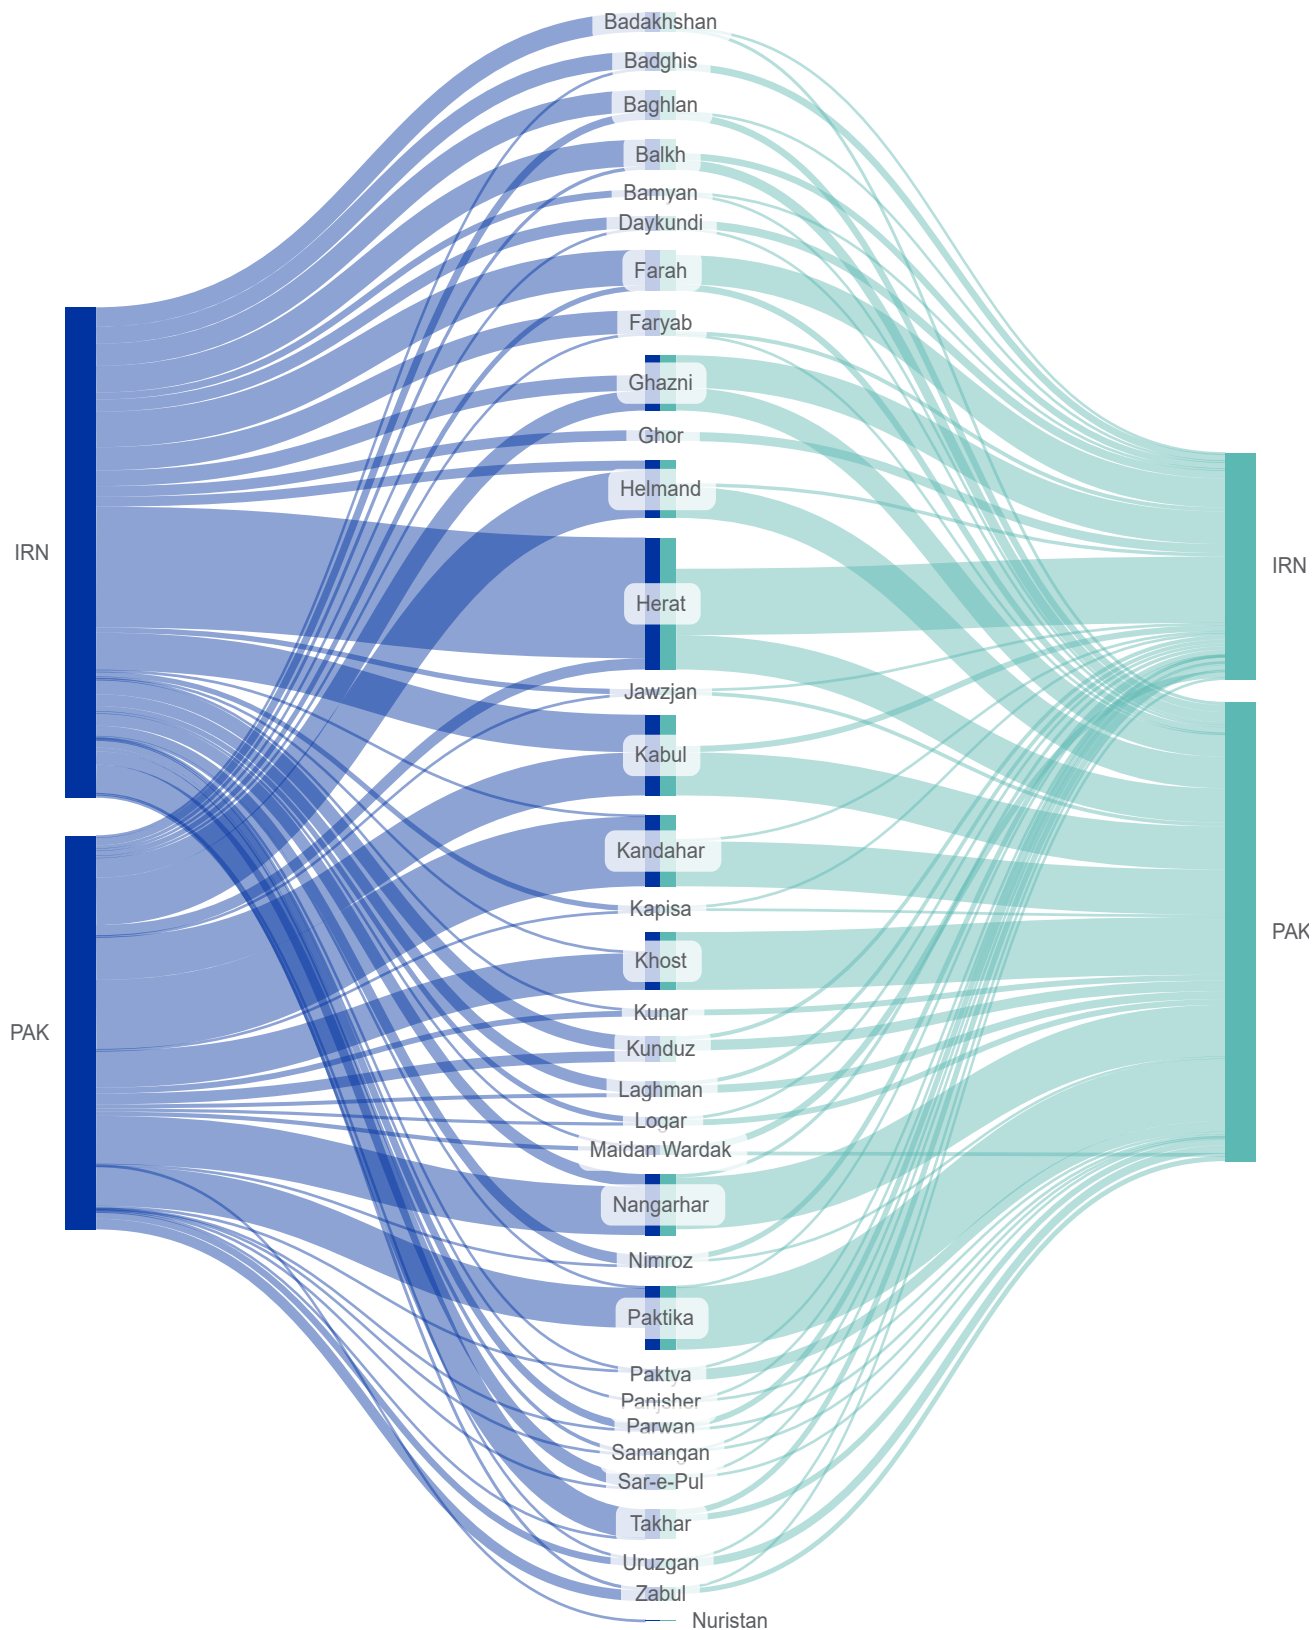 Badakhshan
Badghis
Baghlan
Balkh
Bamyan
Daykundi
Farah
Faryab
Ghazni
Ghor
Helmand
IRN
IRN
Herat
Jawzjan
Kabul
Kandahar
Kapisa
PAK
Khost
Kunar
PAK
Kunduz
Laghman
Logar
Maidan Wardak
Nangarhar
Nimroz
Paktika
Paktya
Panjsher
Parwan
Samangan
Sar-e-Pul
Takhar
Uruzgan
Zabul
Nuristan